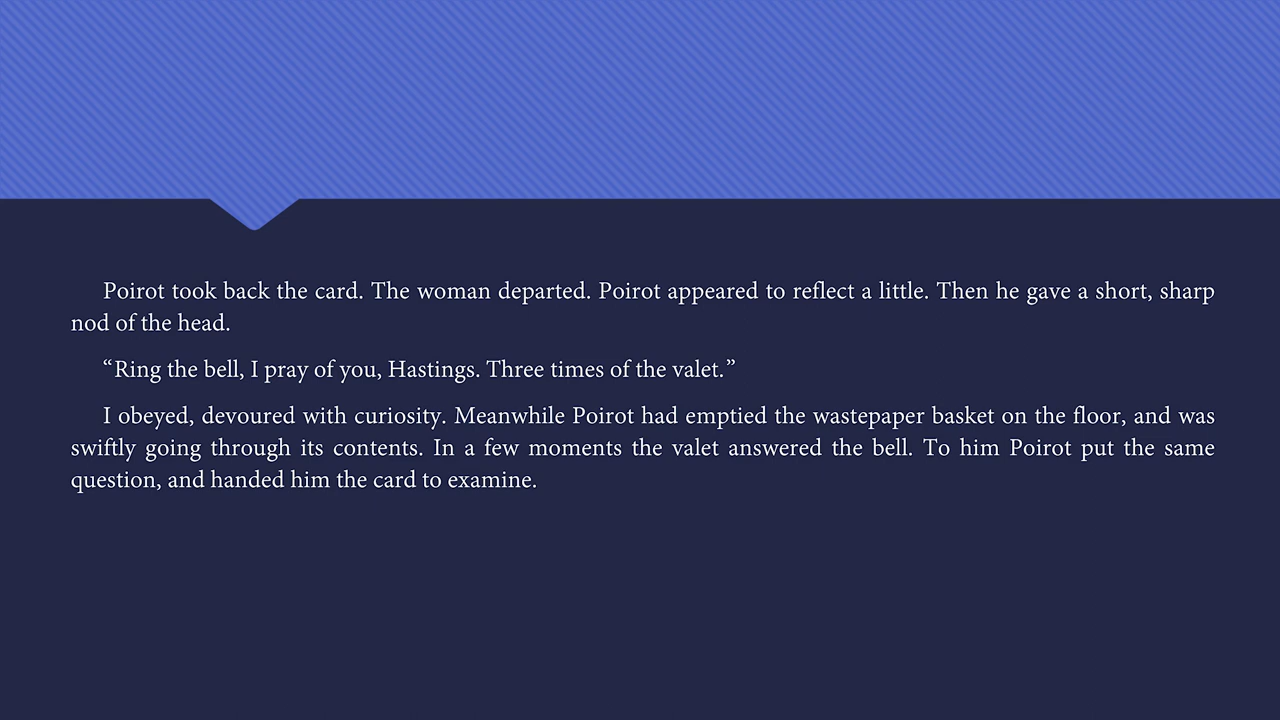 Poirot took back the card. The woman departed. Poirot appeared to reflect a little. Then he gave a short, sharp
nod of the head.
“Ring the bell, I pray of you, Hastings. Three times of the valet.”
I obeyed, devoured with curiosity. Meanwhile Poirot had emptied the wastepaper basket on the floor, and was
swiftly going through its contents. In a few moments the valet answered the bell. To him Poirot put the same
question, and handed him the card to examine.